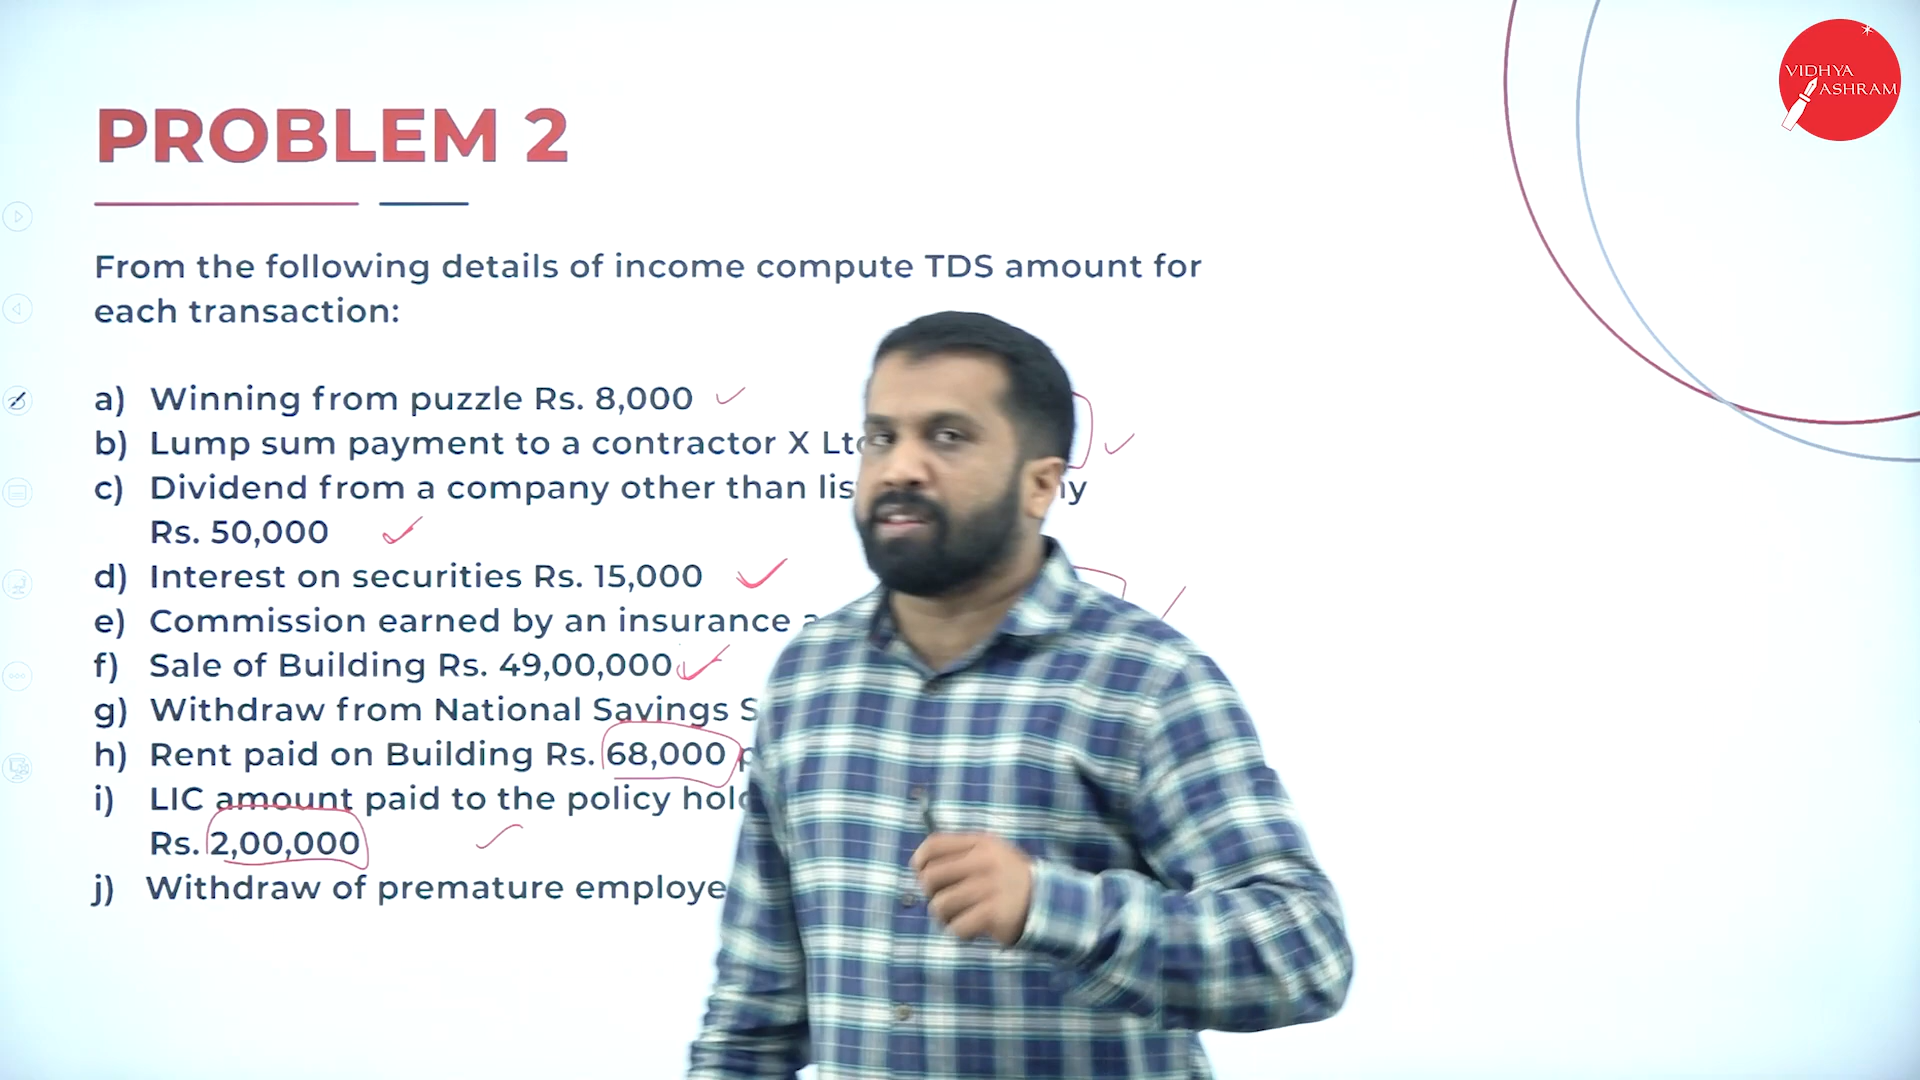 VIDHYA
ASHRAM
PROBLEM 2
From the following details of income compute TDS amount for
each transaction:
a) Winning from puzzle Rs. 8,000
b) Lump sum payment to a contractor X
c) Dividend from a company other than
Rs. 50,000
d) Interest on securities Rs. 15,000
e) Commission earned by an insurance
f) Sale of Building Rs. 49,00,000
g) Withdraw from National Savings
h) Rent paid on Building Rs. 68,000
i) LIC amount paid to the policy
Rs. 2,00,000
j) Withdraw of premature